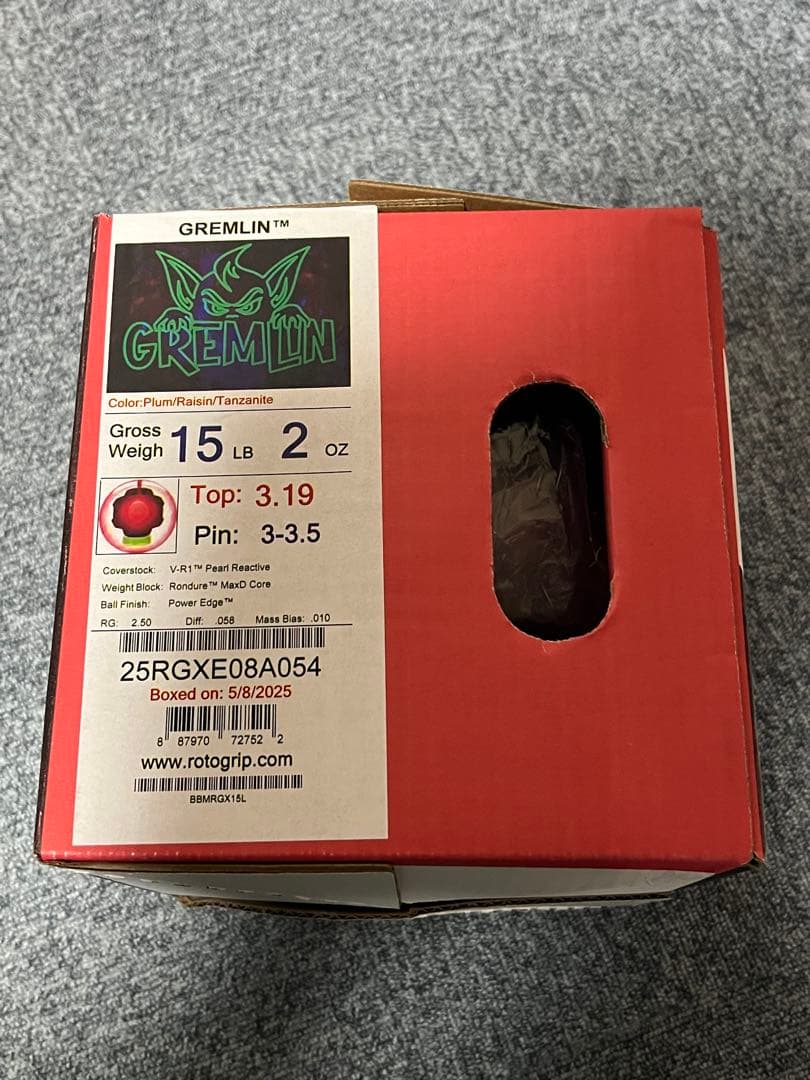 GREMLIN™
GREMLIN
Color:Plum/Raisin/Tanzanite
Gross Weigh 15 LB 2 OZ
Top: 3.19
Pin: 3-3.5
Coverstock: V-R1™ Pearl Reactive
Weight Block: Rondure™ MaxD Core
Ball Finish: Power Edge™
RG: 2.50 Diff: .058 Mass Bias: .010
25RGXE08A054
Boxed on: 5/8/2025
8 87970 72752 2
www.rotogrip.com
BBMRGX15L